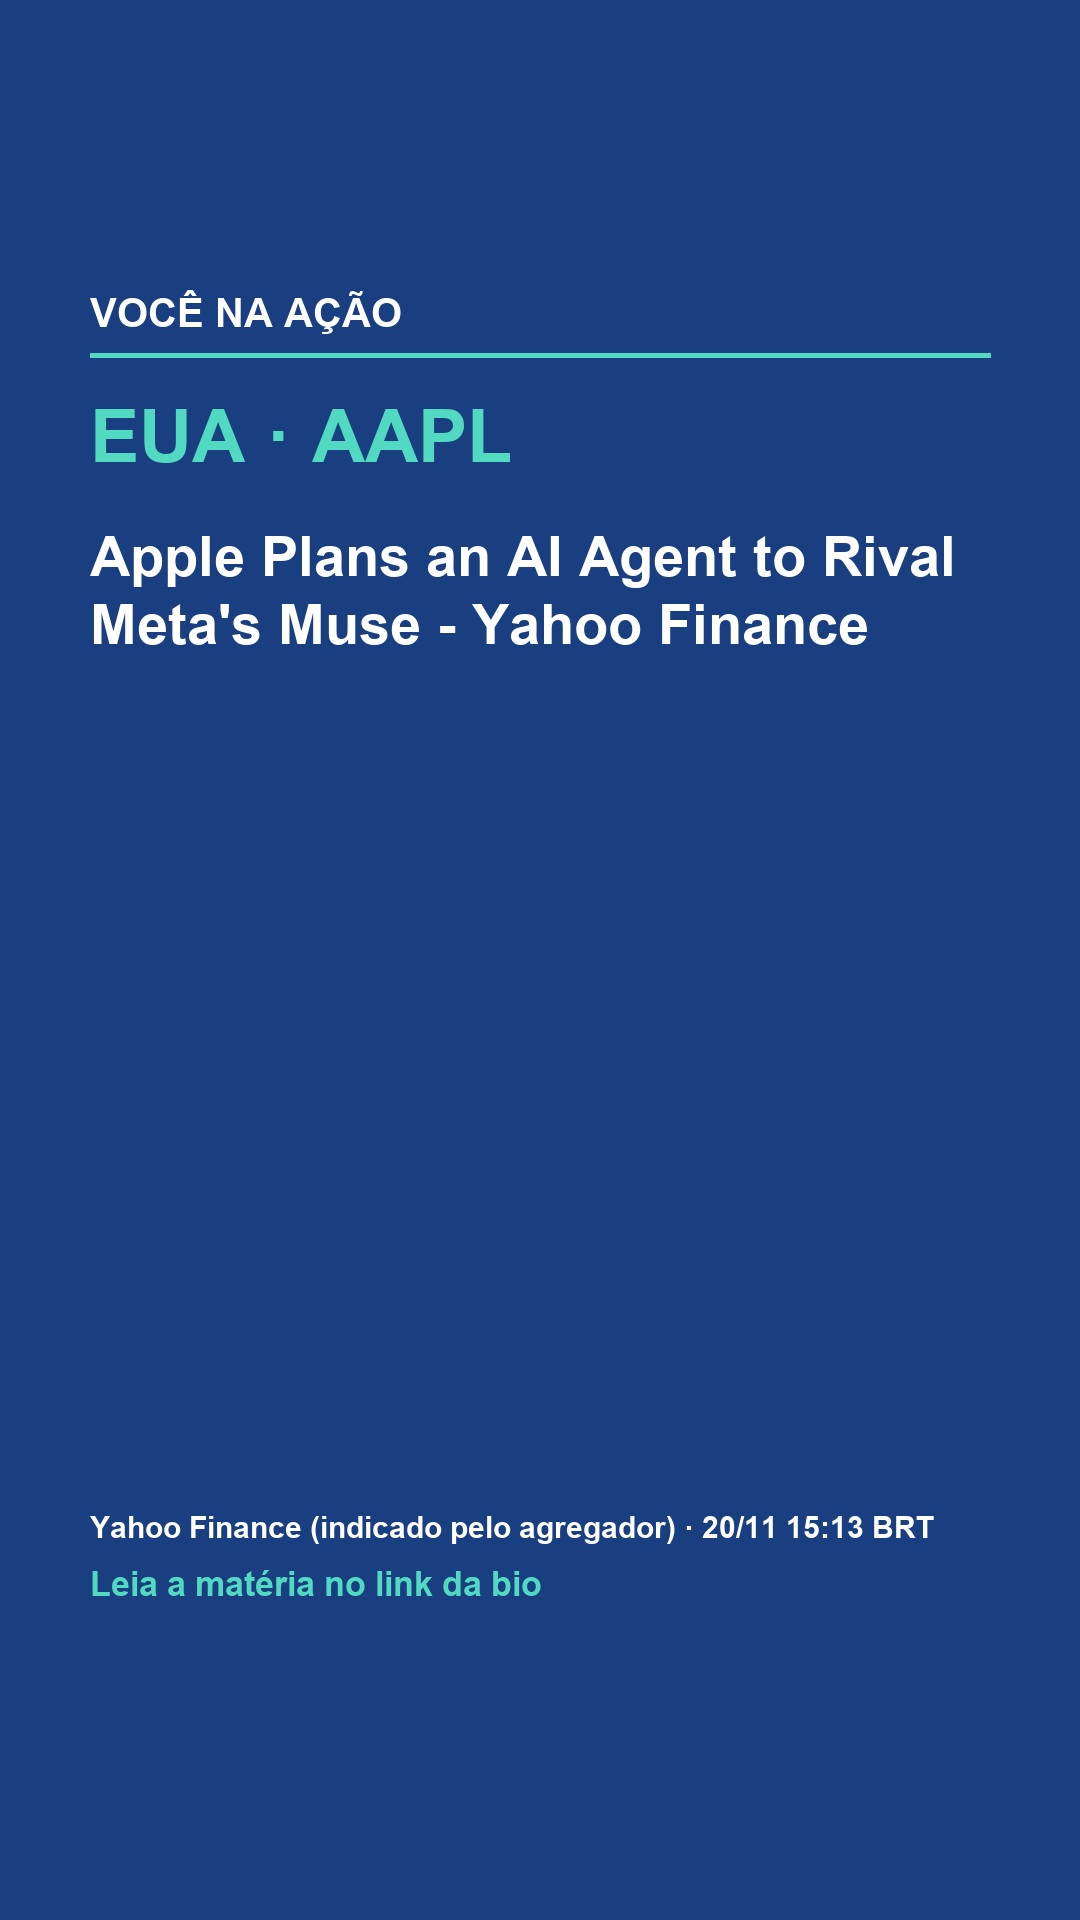 VOCÊ NA AÇÃO
EUA · AAPL
Apple Plans an AI Agent to Rival
Meta's Muse - Yahoo Finance
Yahoo Finance (indicado pelo agregador) · 20/11 15:13 BRT
Leia a matéria no link da bio